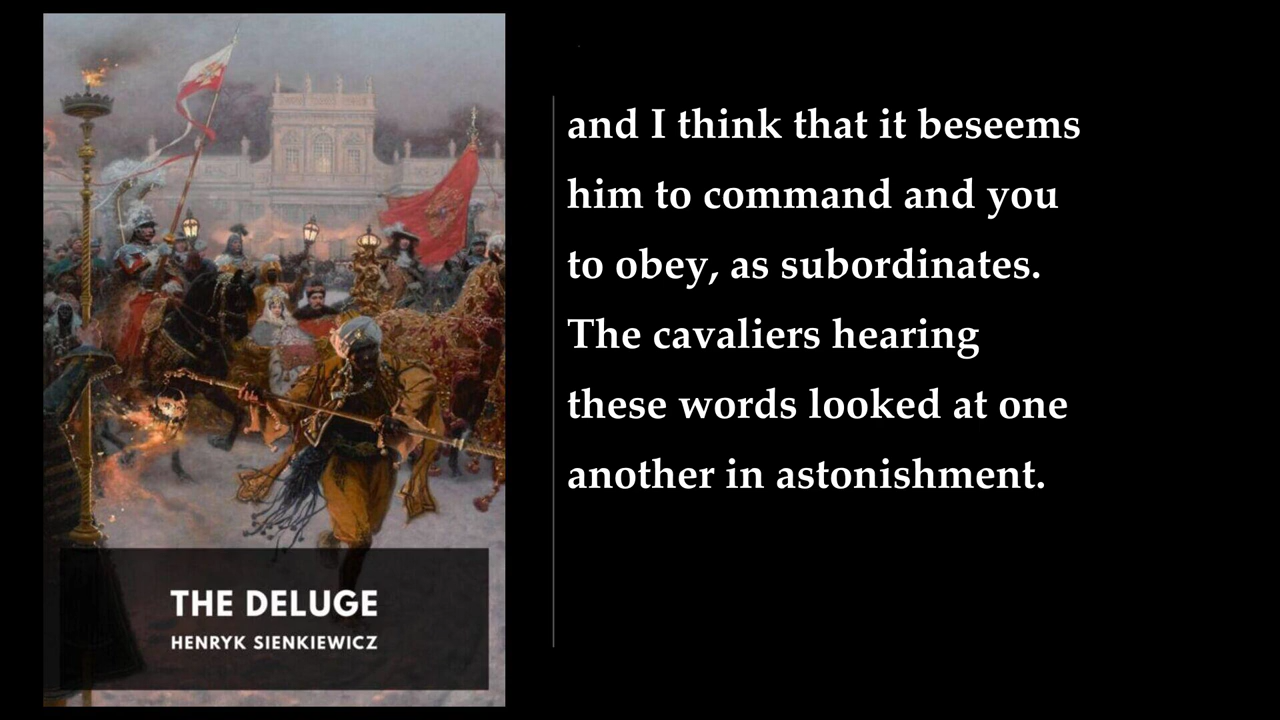 and I think that it beseems
him to command and you
to obey, as subordinates.
The cavaliers hearing
these words looked at one
another in astonishment.
THE DELUGE
HENRYK SIENKIEWICZ